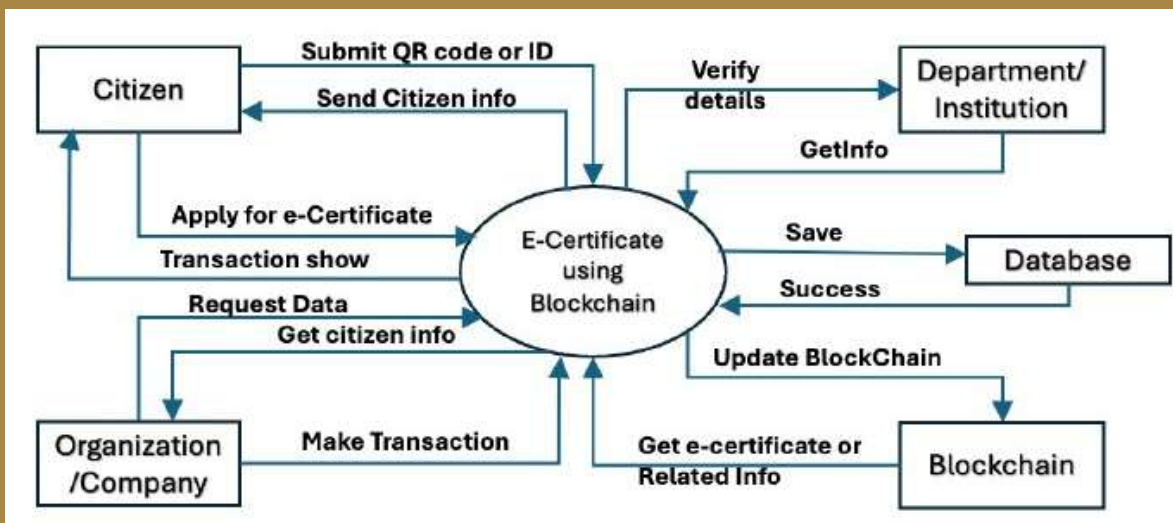 Submit QR code or ID
Citizen
Send Citizen info
Verify
details
Department/
Institution
GetInfo
Apply for e-Certificate
Transaction show
E-Certificate
using
Blockchain
Save
Database
Success
Request Data
Get citizen info
Update BlockChain
Organization
/Company
Make Transaction
Get e-certificate or
Related Info
Blockchain